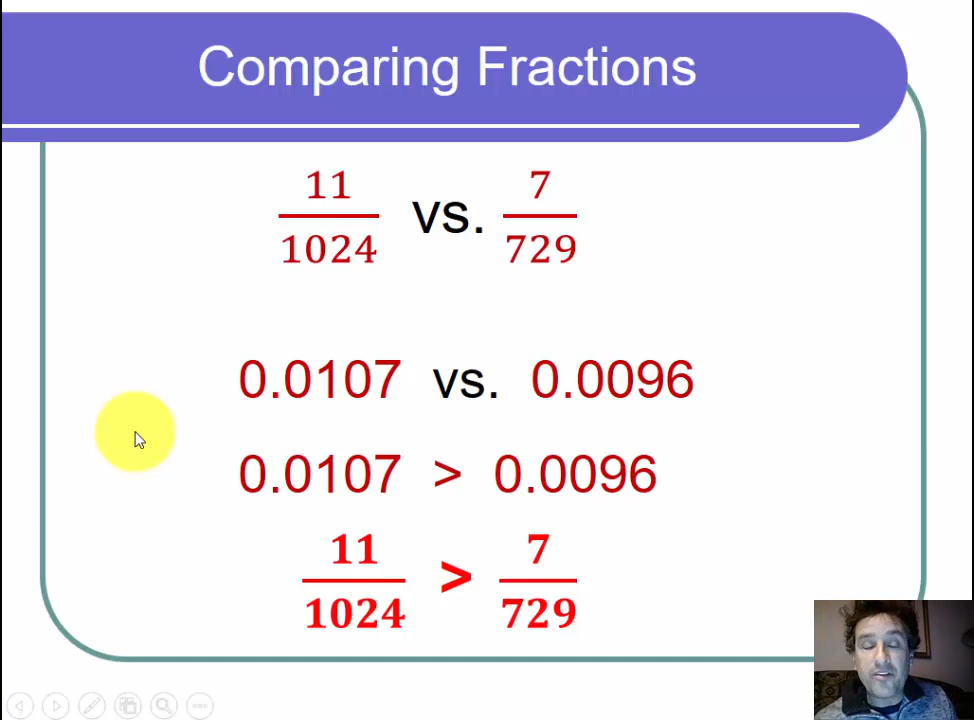 Comparing Fractions
11/1024 vs. 7/729
0.0107 vs. 0.0096
0.0107 > 0.0096
11/1024 > 7/729